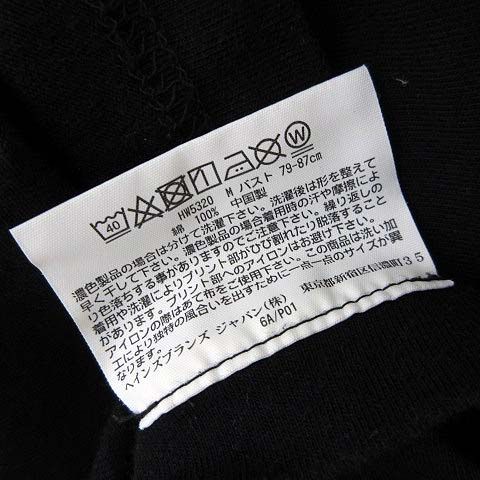 40 W
HW5320 M バスト 79-87cm
綿 100% 中国製
濃色製品の場合は分けて洗濯下さい。洗濯後は形を整えて
早く干して下さい。濃色製品の場合着用時の汗や摩擦によ
り色落ちする事がありますのでご注意下さい。繰り返しの
着用や洗濯によりプリント部がひび割れたり脱落すること
があります。プリント部へのアイロンはお避け下さい。
アイロンの際はあて布をご使用下さい。この商品は洗い加
工により独特の風合いを出すために一点一点のサイズが異
なります。
ヘインズブランズ ジャパン(株)
東京都新宿区信濃町35
6A/P01